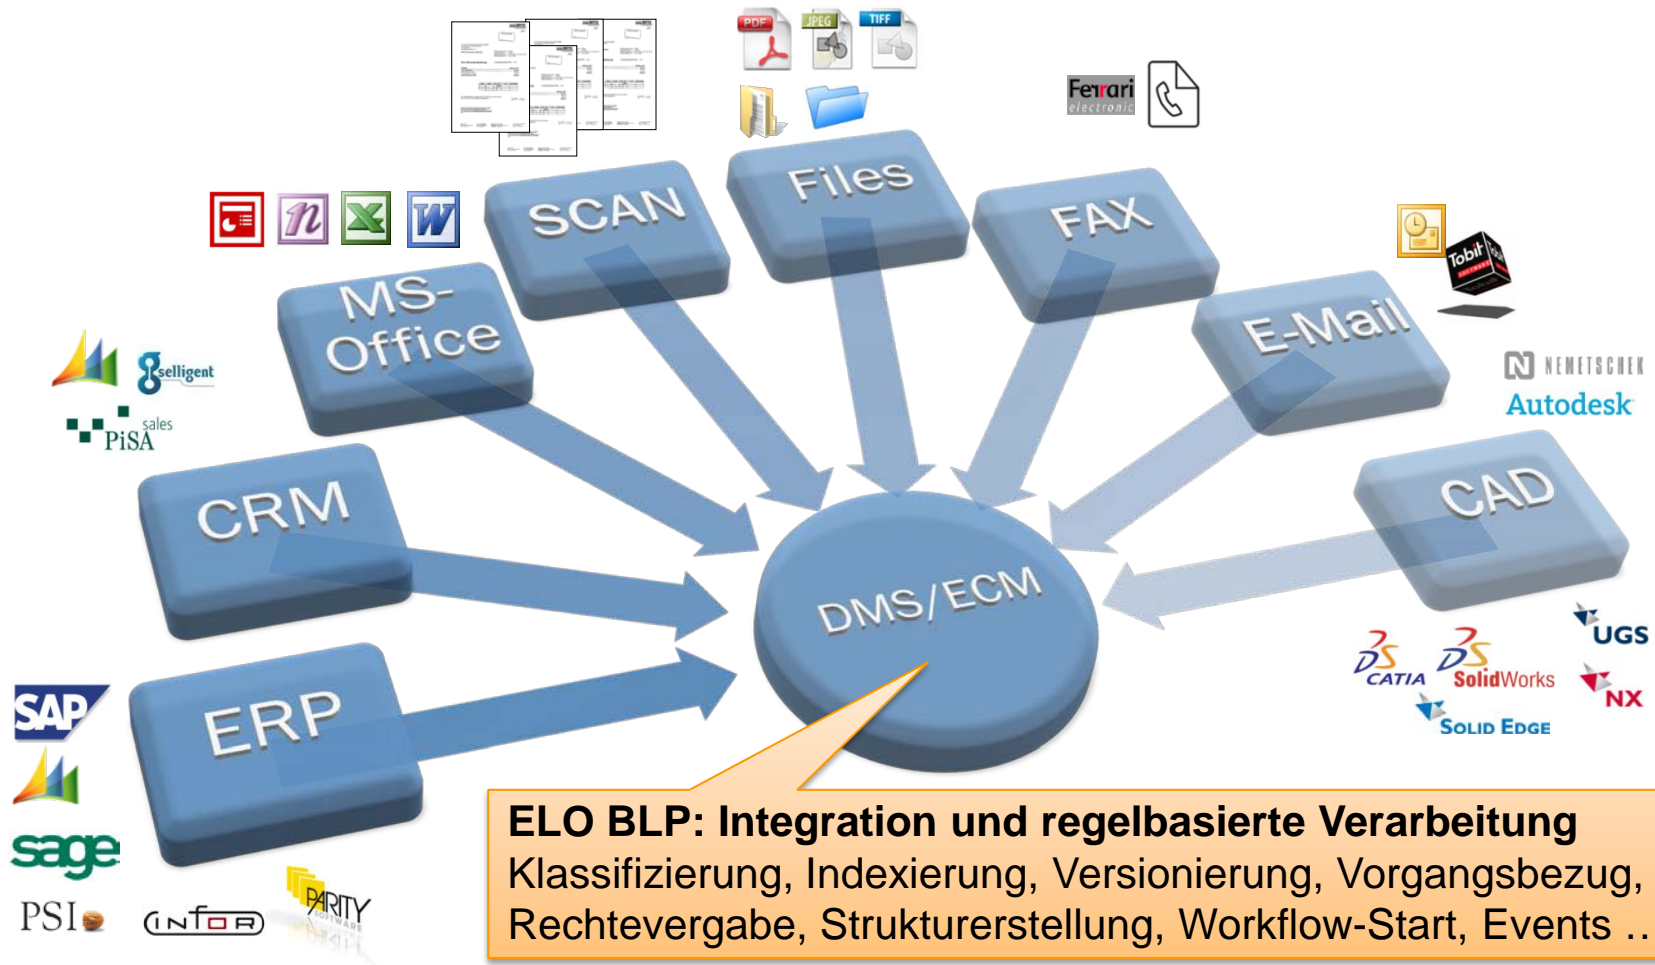 PDF
JPEG
TIFF
Ferrari
electronic
Files
SCAN
FAX
Tobit
SOFTWARE
MS-
Office
E-Mail
selligent
NEMETSCHEK
Autodesk
sales
PiSA
CRM
CAD
DMS/ECM
UGS
CATIA
SolidWorks
NX
SOLID EDGE
SAP
ERP
sage
PSI
infor
PARITY
SOFTWARE
ELO BLP: Integration und regelbasierte Verarbeitung
Klassifizierung, Indexierung, Versionierung, Vorgangsbezug,
Rechtevergabe, Strukturerstellung, Workflow-Start, Events …